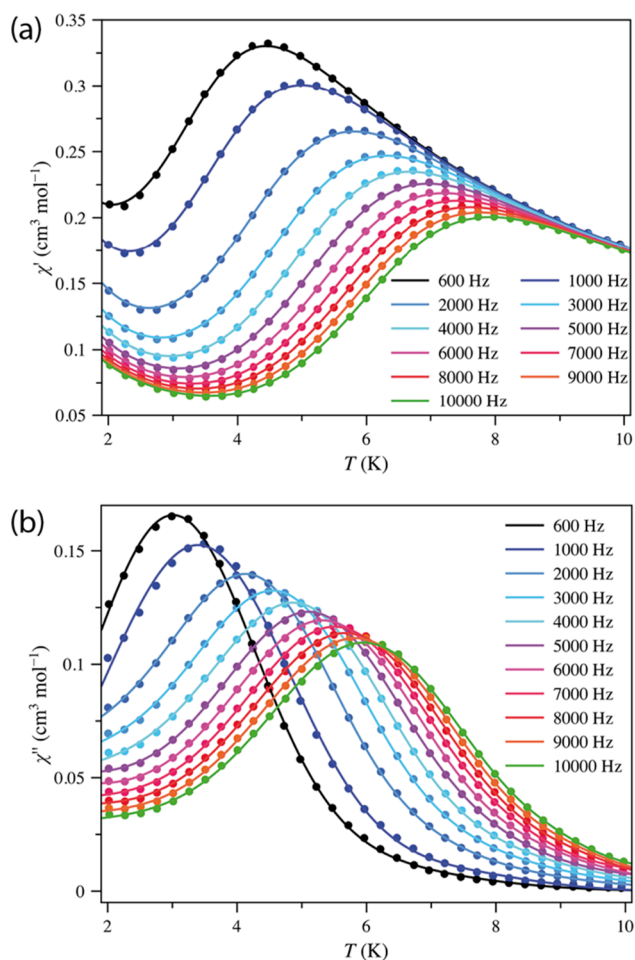 (a)
0.35
0.3
0.25
0.2
0.15
0.1
0.05
χ′ (cm³ mol⁻¹)
600 Hz 1000 Hz
2000 Hz 3000 Hz
4000 Hz 5000 Hz
6000 Hz 7000 Hz
8000 Hz 9000 Hz
10000 Hz
2 4 6 8 10
T (K)
(b)
0.15
0.1
0.05
0
χ″ (cm³ mol⁻¹)
600 Hz
1000 Hz
2000 Hz
3000 Hz
4000 Hz
5000 Hz
6000 Hz
7000 Hz
8000 Hz
9000 Hz
10000 Hz
2 4 6 8 10
T (K)